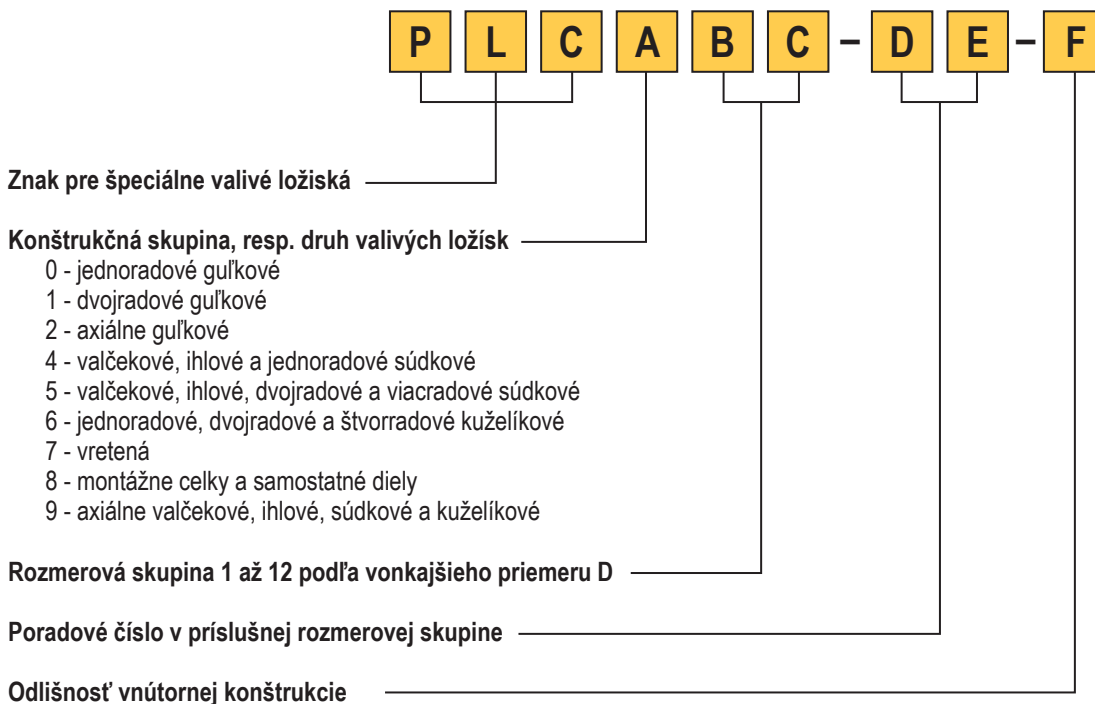 P L C A B C – D E – F
Znak pre špeciálne valivé ložiská
Konštrukčná skupina, resp. druh valivých ložísk
0 - jednoradové guľkové
1 - dvojradové guľkové
2 - axiálne guľkové
4 - valčekové, ihlové a jednoradové súdkové
5 - valčekové, ihlové, dvojradové a viacradové súdkové
6 - jednoradové, dvojradové a štvorradové kuželíkové
7 - vretená
8 - montážne celky a samostatné diely
9 - axiálne valčekové, ihlové, súdkové a kuželíkové
Rozmerová skupina 1 až 12 podľa vonkajšieho priemeru D
Poradové číslo v príslušnej rozmerovej skupine
Odlišnosť vnútornej konštrukcie